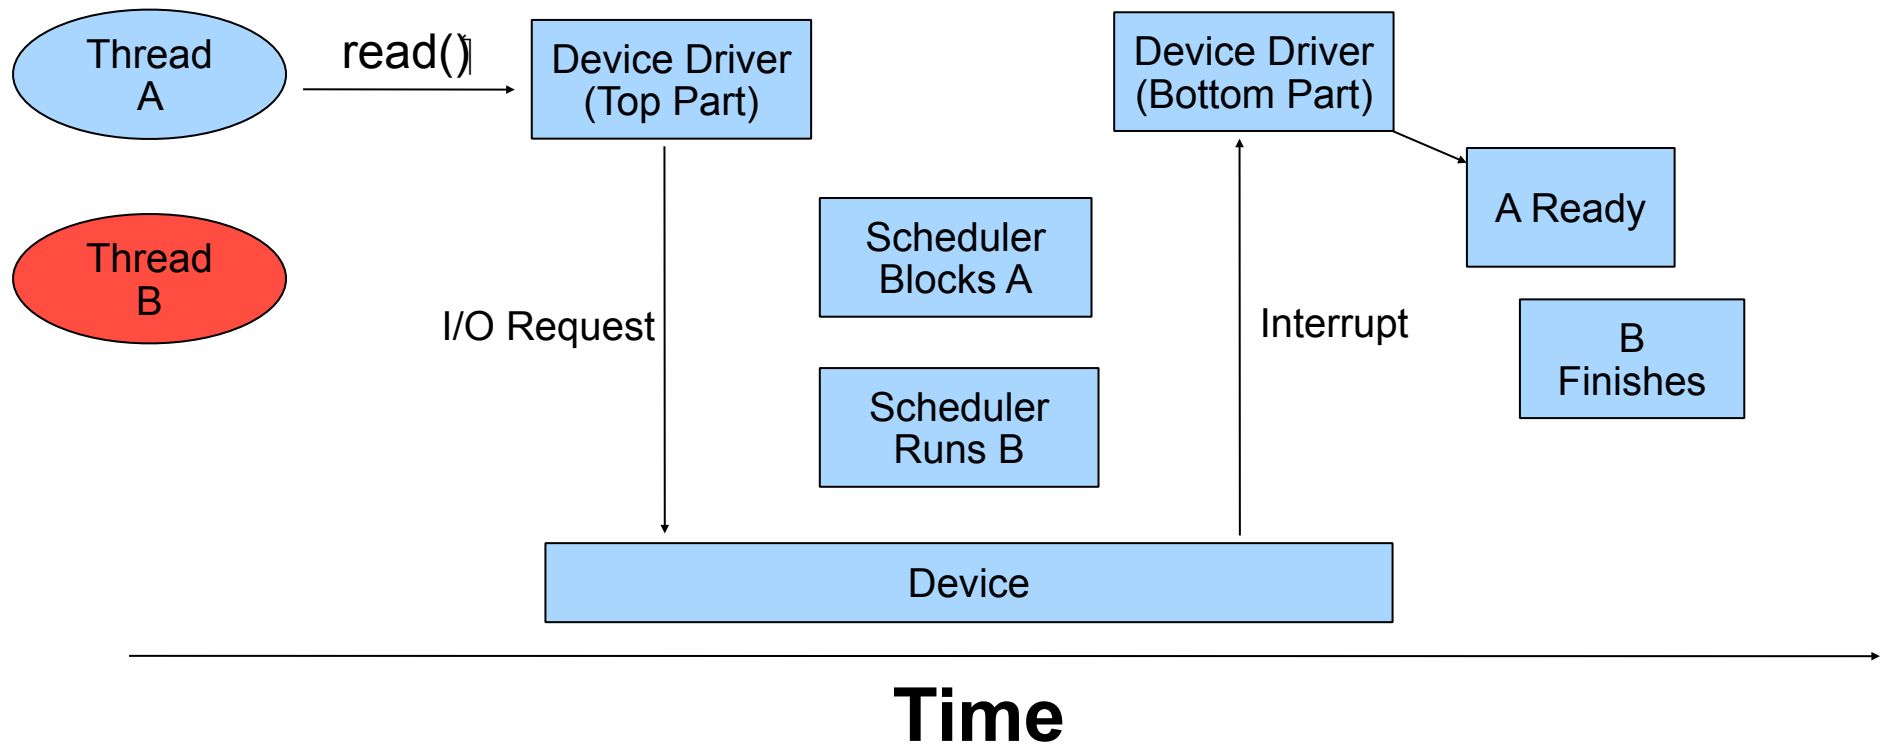 Thread
A
read()
Device Driver
(Top Part)
Device Driver
(Bottom Part)
A Ready
Thread
B
Scheduler
Blocks A
I/O Request
Interrupt
B
Finishes
Scheduler
Runs B
Device
Time